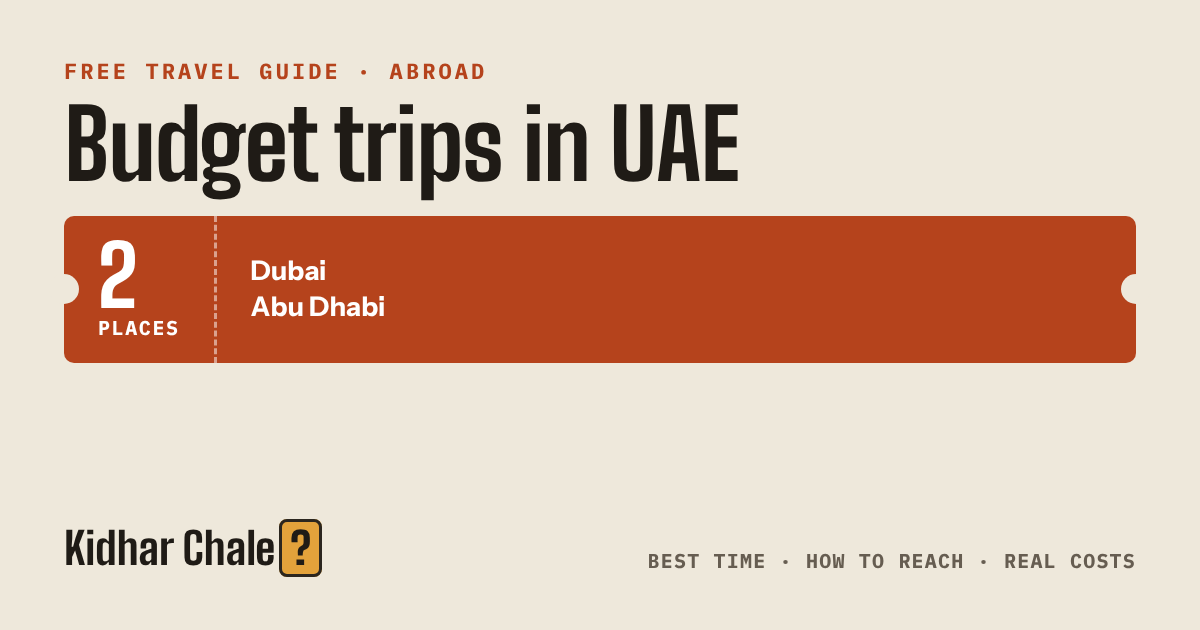 FREE TRAVEL GUIDE · ABROAD
Budget trips in UAE
2
PLACES
Dubai
Abu Dhabi
Kidhar Chale ?
BEST TIME · HOW TO REACH · REAL COSTS